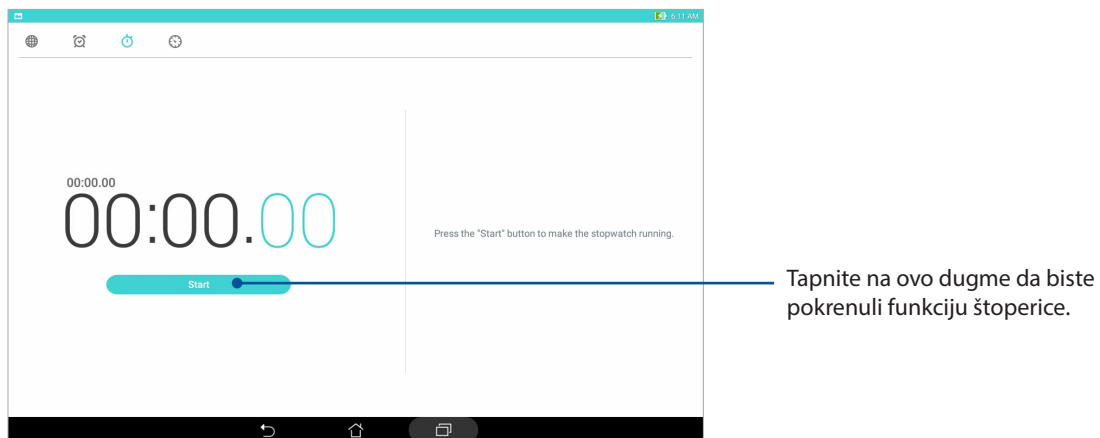 6:11 AM
00:00.00
00:00.00
Start
Press the "Start" button to make the stopwatch running.
Tapnite na ovo dugme da biste
pokrenuli funkciju štoperice.